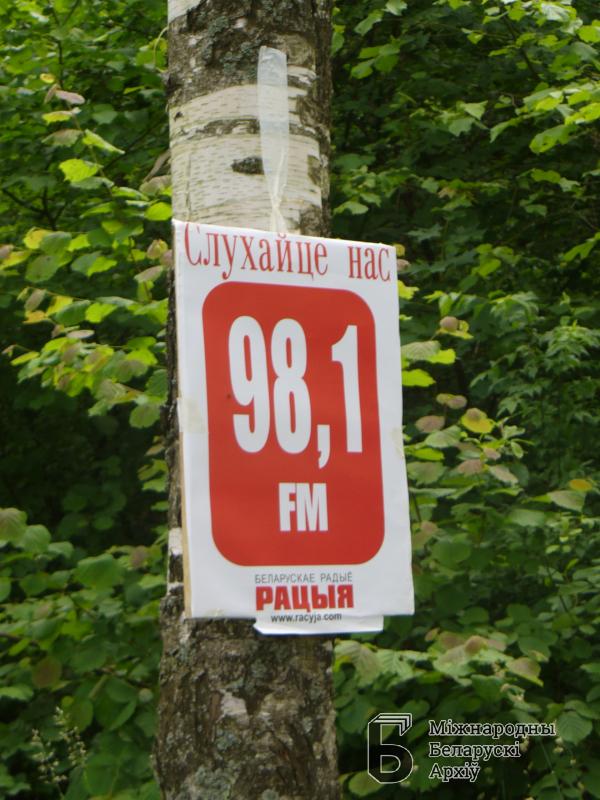 Слухайце нас
98,1
FM
БЕЛАРУСКАЕ РАДЫЁ
РАЦЫЯ
www.racyja.com
Б
Міжнародны
Беларускі
Архіў